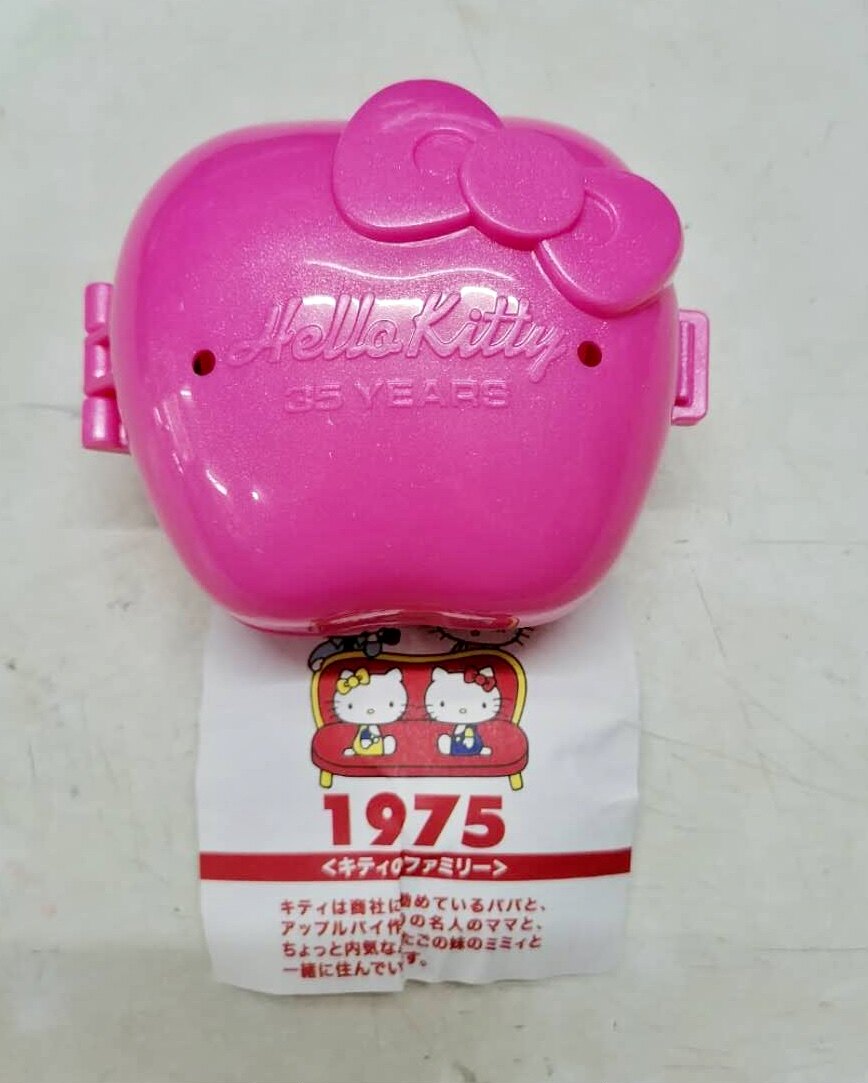 Hello Kitty
35 YEARS
1975
<キティのファミリー>
キティは商社に勤めているパパと、
アップルパイ作りの名人のママと、
ちょっと内気な ごの妹のミミィと
一緒に住んでい す。